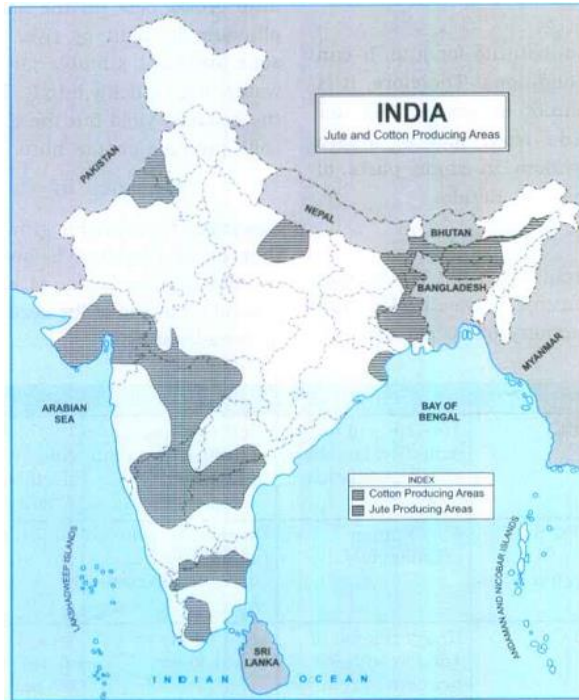 INDIA
Jute and Cotton Producing Areas
PAKISTAN
NEPAL
BHUTAN
BANGLADESH
MYANMAR
ARABIAN
SEA
BAY OF
BENGAL
INDEX
Cotton Producing Areas
Jute Producing Areas
LAKSHADWEEP ISLANDS
ANDAMAN AND NICOBAR ISLANDS
SRI
LANKA
INDIAN OCEAN